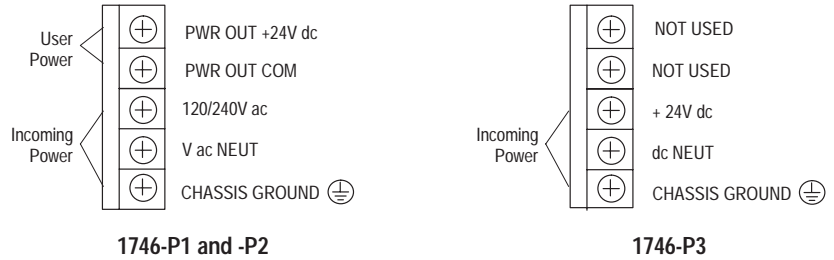 User
Power
PWR OUT +24V dc
PWR OUT COM
Incoming
Power
120/240V ac
V ac NEUT
CHASSIS GROUND
1746-P1 and -P2
NOT USED
NOT USED
Incoming
Power
+ 24V dc
dc NEUT
CHASSIS GROUND
1746-P3